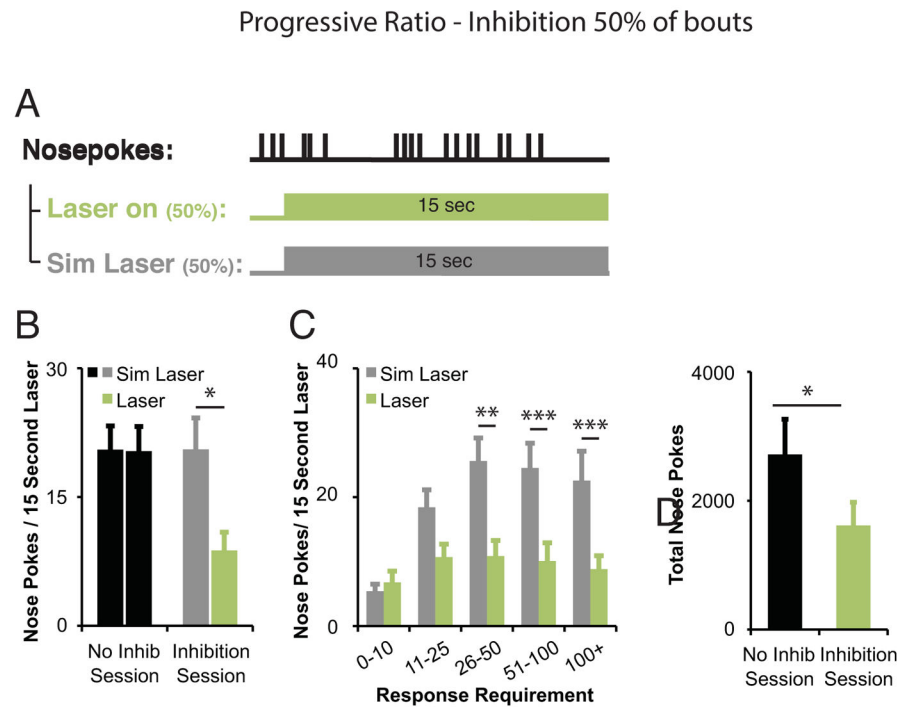 Progressive Ratio - Inhibition 50% of bouts
A
Nosepokes:
Laser on (50%):
15 sec
Sim Laser (50%):
15 sec
B
Nose Pokes / 15 Second Laser
30
15
0
Sim Laser
Laser
*
No Inhib
Session
Inhibition
Session
C
Nose Pokes/ 15 Second Laser
40
20
0
Sim Laser
Laser
**
***
***
0-10
11-25
26-50
51-100
100+
Response Requirement
D
Total Nose Pokes
4000
2000
0
*
No Inhib
Session
Inhibition
Session